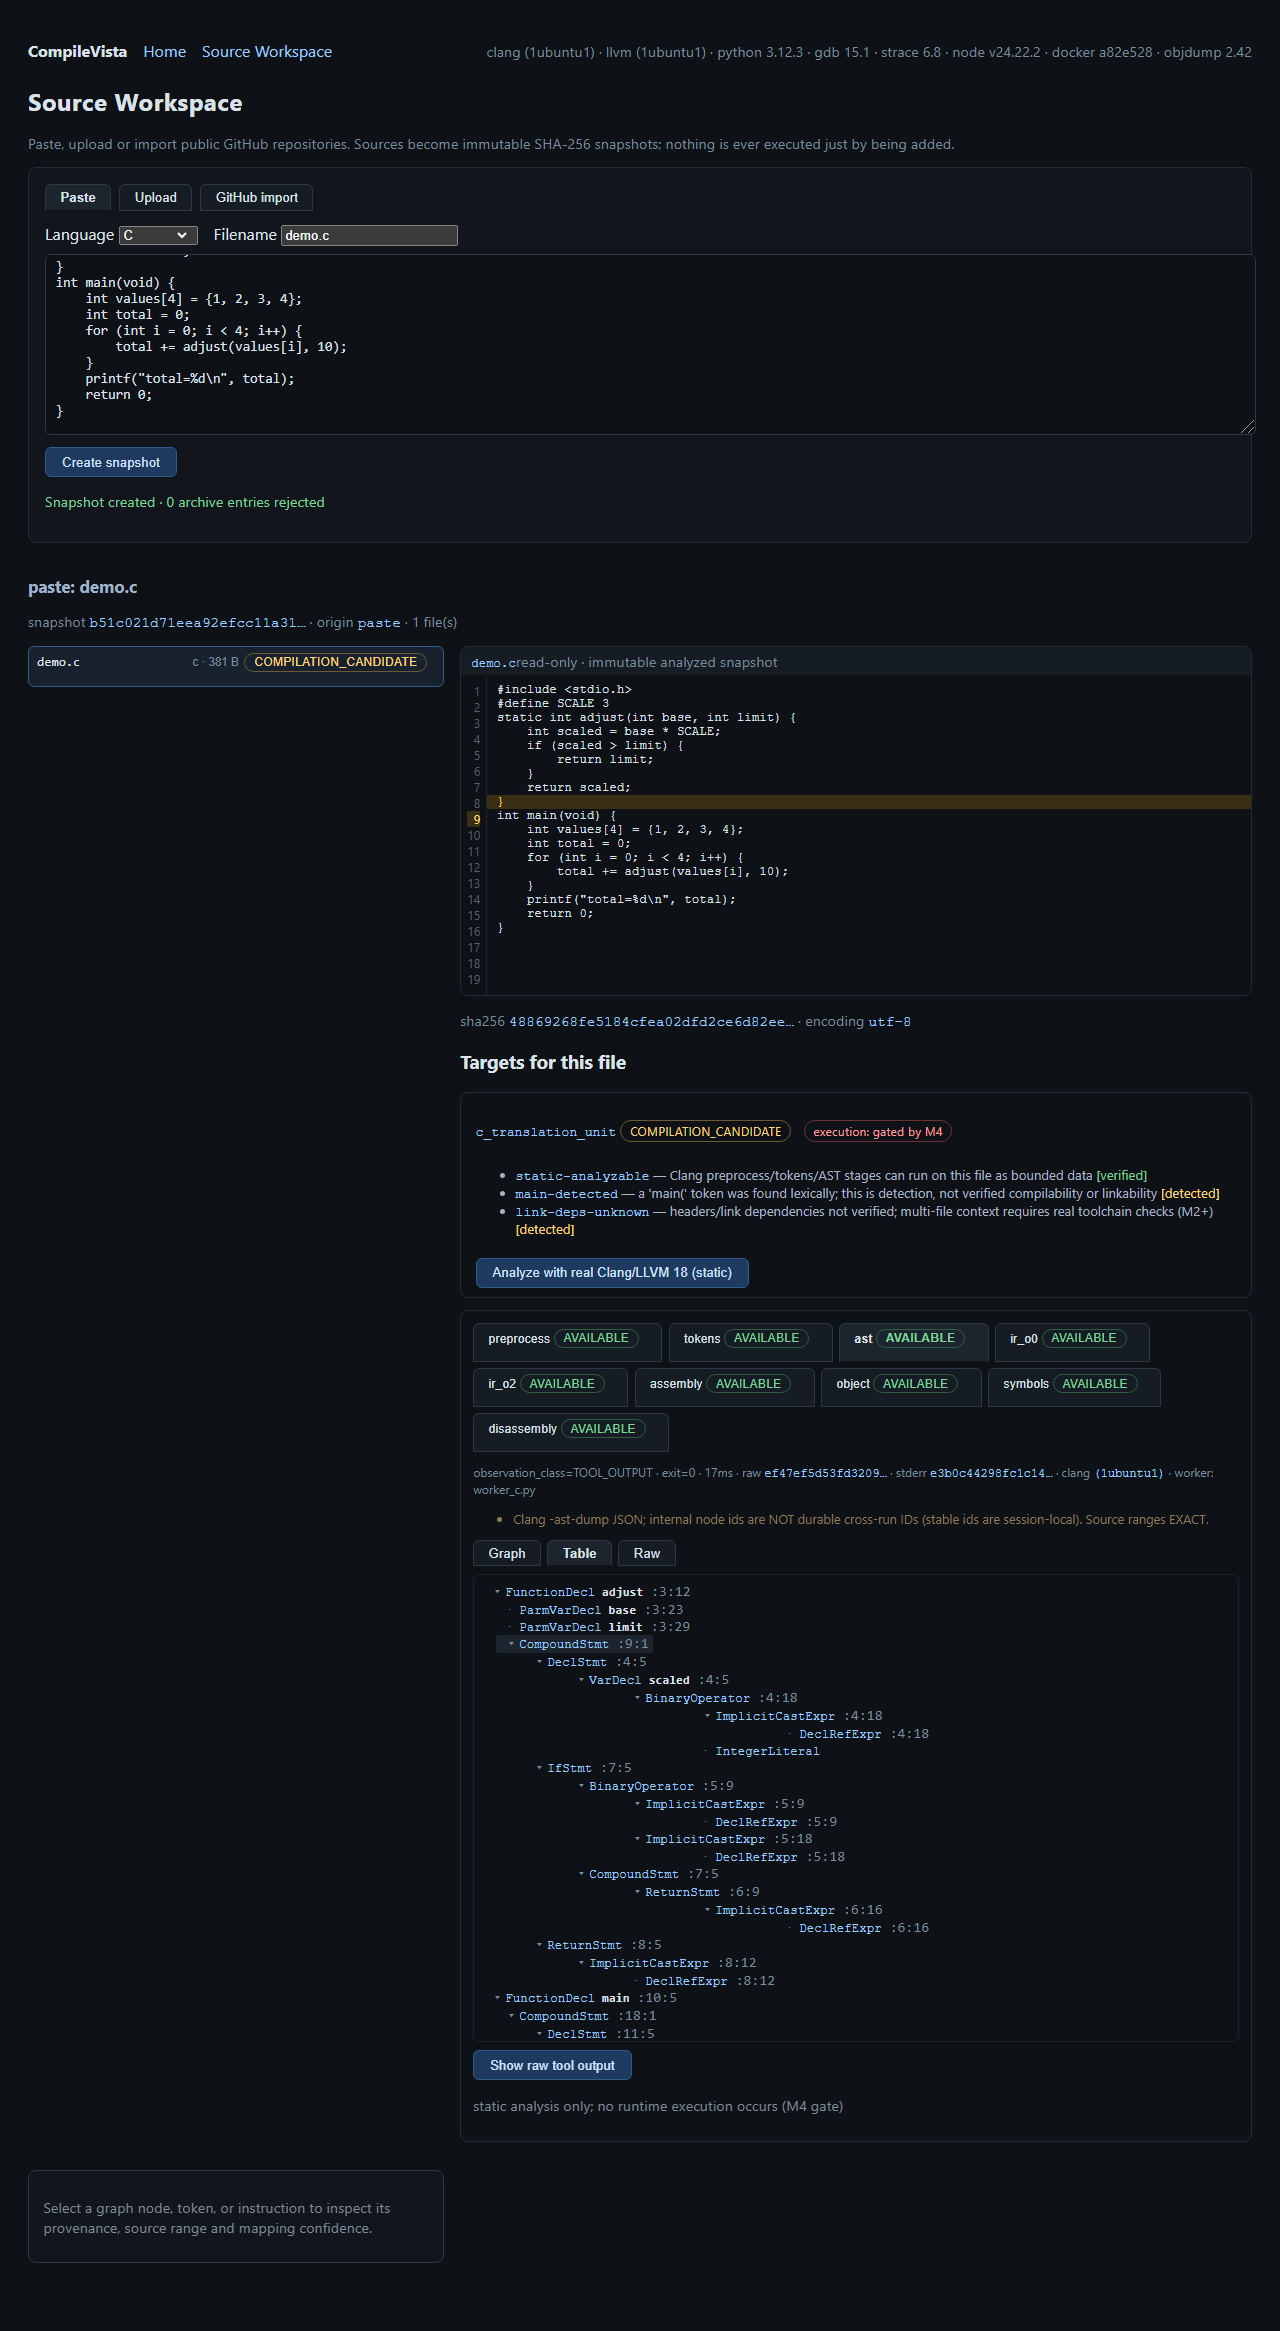 CompileVista Home Source Workspace clang (1ubuntu1) · llvm (1ubuntu1) · python 3.12.3 · gdb 15.1 · strace 6.8 · node v24.22.2 · docker a82e528 · objdump 2.42
Source Workspace
Paste, upload or import public GitHub repositories. Sources become immutable SHA-256 snapshots; nothing is ever executed just by being added.
Paste Upload GitHub import
Language C Filename demo.c
}
int main(void) {
    int values[4] = {1, 2, 3, 4};
    int total = 0;
    for (int i = 0; i < 4; i++) {
        total += adjust(values[i], 10);
    }
    printf("total=%d\n", total);
    return 0;
}
Create snapshot
Snapshot created · 0 archive entries rejected
paste: demo.c
snapshot b51c021d71eea92efcc11a31… · origin paste · 1 file(s)
demo.c c · 381 B COMPILATION_CANDIDATE
demo.c read-only · immutable analyzed snapshot
1 #include <stdio.h>
2 #define SCALE 3
3 static int adjust(int base, int limit) {
4     int scaled = base * SCALE;
5     if (scaled > limit) {
6         return limit;
7     }
8     return scaled;
9 }
10 int main(void) {
11     int values[4] = {1, 2, 3, 4};
12     int total = 0;
13     for (int i = 0; i < 4; i++) {
14         total += adjust(values[i], 10);
15     }
16     printf("total=%d\n", total);
17     return 0;
18 }
19
sha256 48869268fe5184cfea02dfd2ce6d82ee… · encoding utf-8
Targets for this file
c_translation_unit COMPILATION_CANDIDATE execution: gated by M4
• static-analyzable — Clang preprocess/tokens/AST stages can run on this file as bounded data [verified]
• main-detected — a 'main(' token was found lexically; this is detection, not verified compilability or linkability [detected]
• link-deps-unknown — headers/link dependencies not verified; multi-file context requires real toolchain checks (M2+)
[detected]
Analyze with real Clang/LLVM 18 (static)
preprocess AVAILABLE tokens AVAILABLE ast AVAILABLE ir_o0 AVAILABLE
ir_o2 AVAILABLE assembly AVAILABLE object AVAILABLE symbols AVAILABLE
disassembly AVAILABLE
observation_class=TOOL_OUTPUT · exit=0 · 17ms · raw ef47ef5d53fd3209… · stderr e3b0c44298fc1c14… · clang (1ubuntu1) · worker:
worker_c.py
• Clang -ast-dump JSON; internal node ids are NOT durable cross-run IDs (stable ids are session-local). Source ranges EXACT.
Graph Table Raw
▾ FunctionDecl adjust :3:12
· ParmVarDecl base :3:23
· ParmVarDecl limit :3:29
▾ CompoundStmt :9:1
▾ DeclStmt :4:5
▾ VarDecl scaled :4:5
▾ BinaryOperator :4:18
▾ ImplicitCastExpr :4:18
· DeclRefExpr :4:18
· IntegerLiteral
▾ IfStmt :7:5
▾ BinaryOperator :5:9
▾ ImplicitCastExpr :5:9
· DeclRefExpr :5:9
▾ ImplicitCastExpr :5:18
· DeclRefExpr :5:18
▾ CompoundStmt :7:5
▾ ReturnStmt :6:9
▾ ImplicitCastExpr :6:16
· DeclRefExpr :6:16
▾ ReturnStmt :8:5
▾ ImplicitCastExpr :8:12
· DeclRefExpr :8:12
▾ FunctionDecl main :10:5
▾ CompoundStmt :18:1
▾ DeclStmt :11:5
Show raw tool output
static analysis only; no runtime execution occurs (M4 gate)
Select a graph node, token, or instruction to inspect its
provenance, source range and mapping confidence.